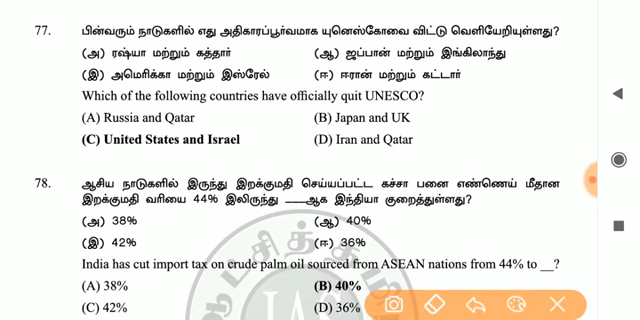 77. பின்வரும் நாடுகளில் எது அதிகாரப்பூர்வமாக யுனெஸ்கோவை விட்டு வெளியேறியுள்ளது?
(அ) ரஷ்யா மற்றும் கத்தார் (ஆ) ஜப்பான் மற்றும் இங்கிலாந்து
(இ) அமெரிக்கா மற்றும் இஸ்ரேல் (ஈ) ஈரான் மற்றும் கட்டார்
Which of the following countries have officially quit UNESCO?
(A) Russia and Qatar (B) Japan and UK
(C) United States and Israel (D) Iran and Qatar
78. ஆசிய நாடுகளில் இருந்து இறக்குமதி செய்யப்பட்ட கச்சா பனை எண்ணெய் மீதான
இறக்குமதி வரியை 44% இலிருந்து ___ஆக இந்தியா குறைத்துள்ளது?
(அ) 38% (ஆ) 40%
(இ) 42% (ஈ) 36%
India has cut import tax on crude palm oil sourced from ASEAN nations from 44% to __?
(A) 38% (B) 40%
(C) 42% (D) 36%
IAS